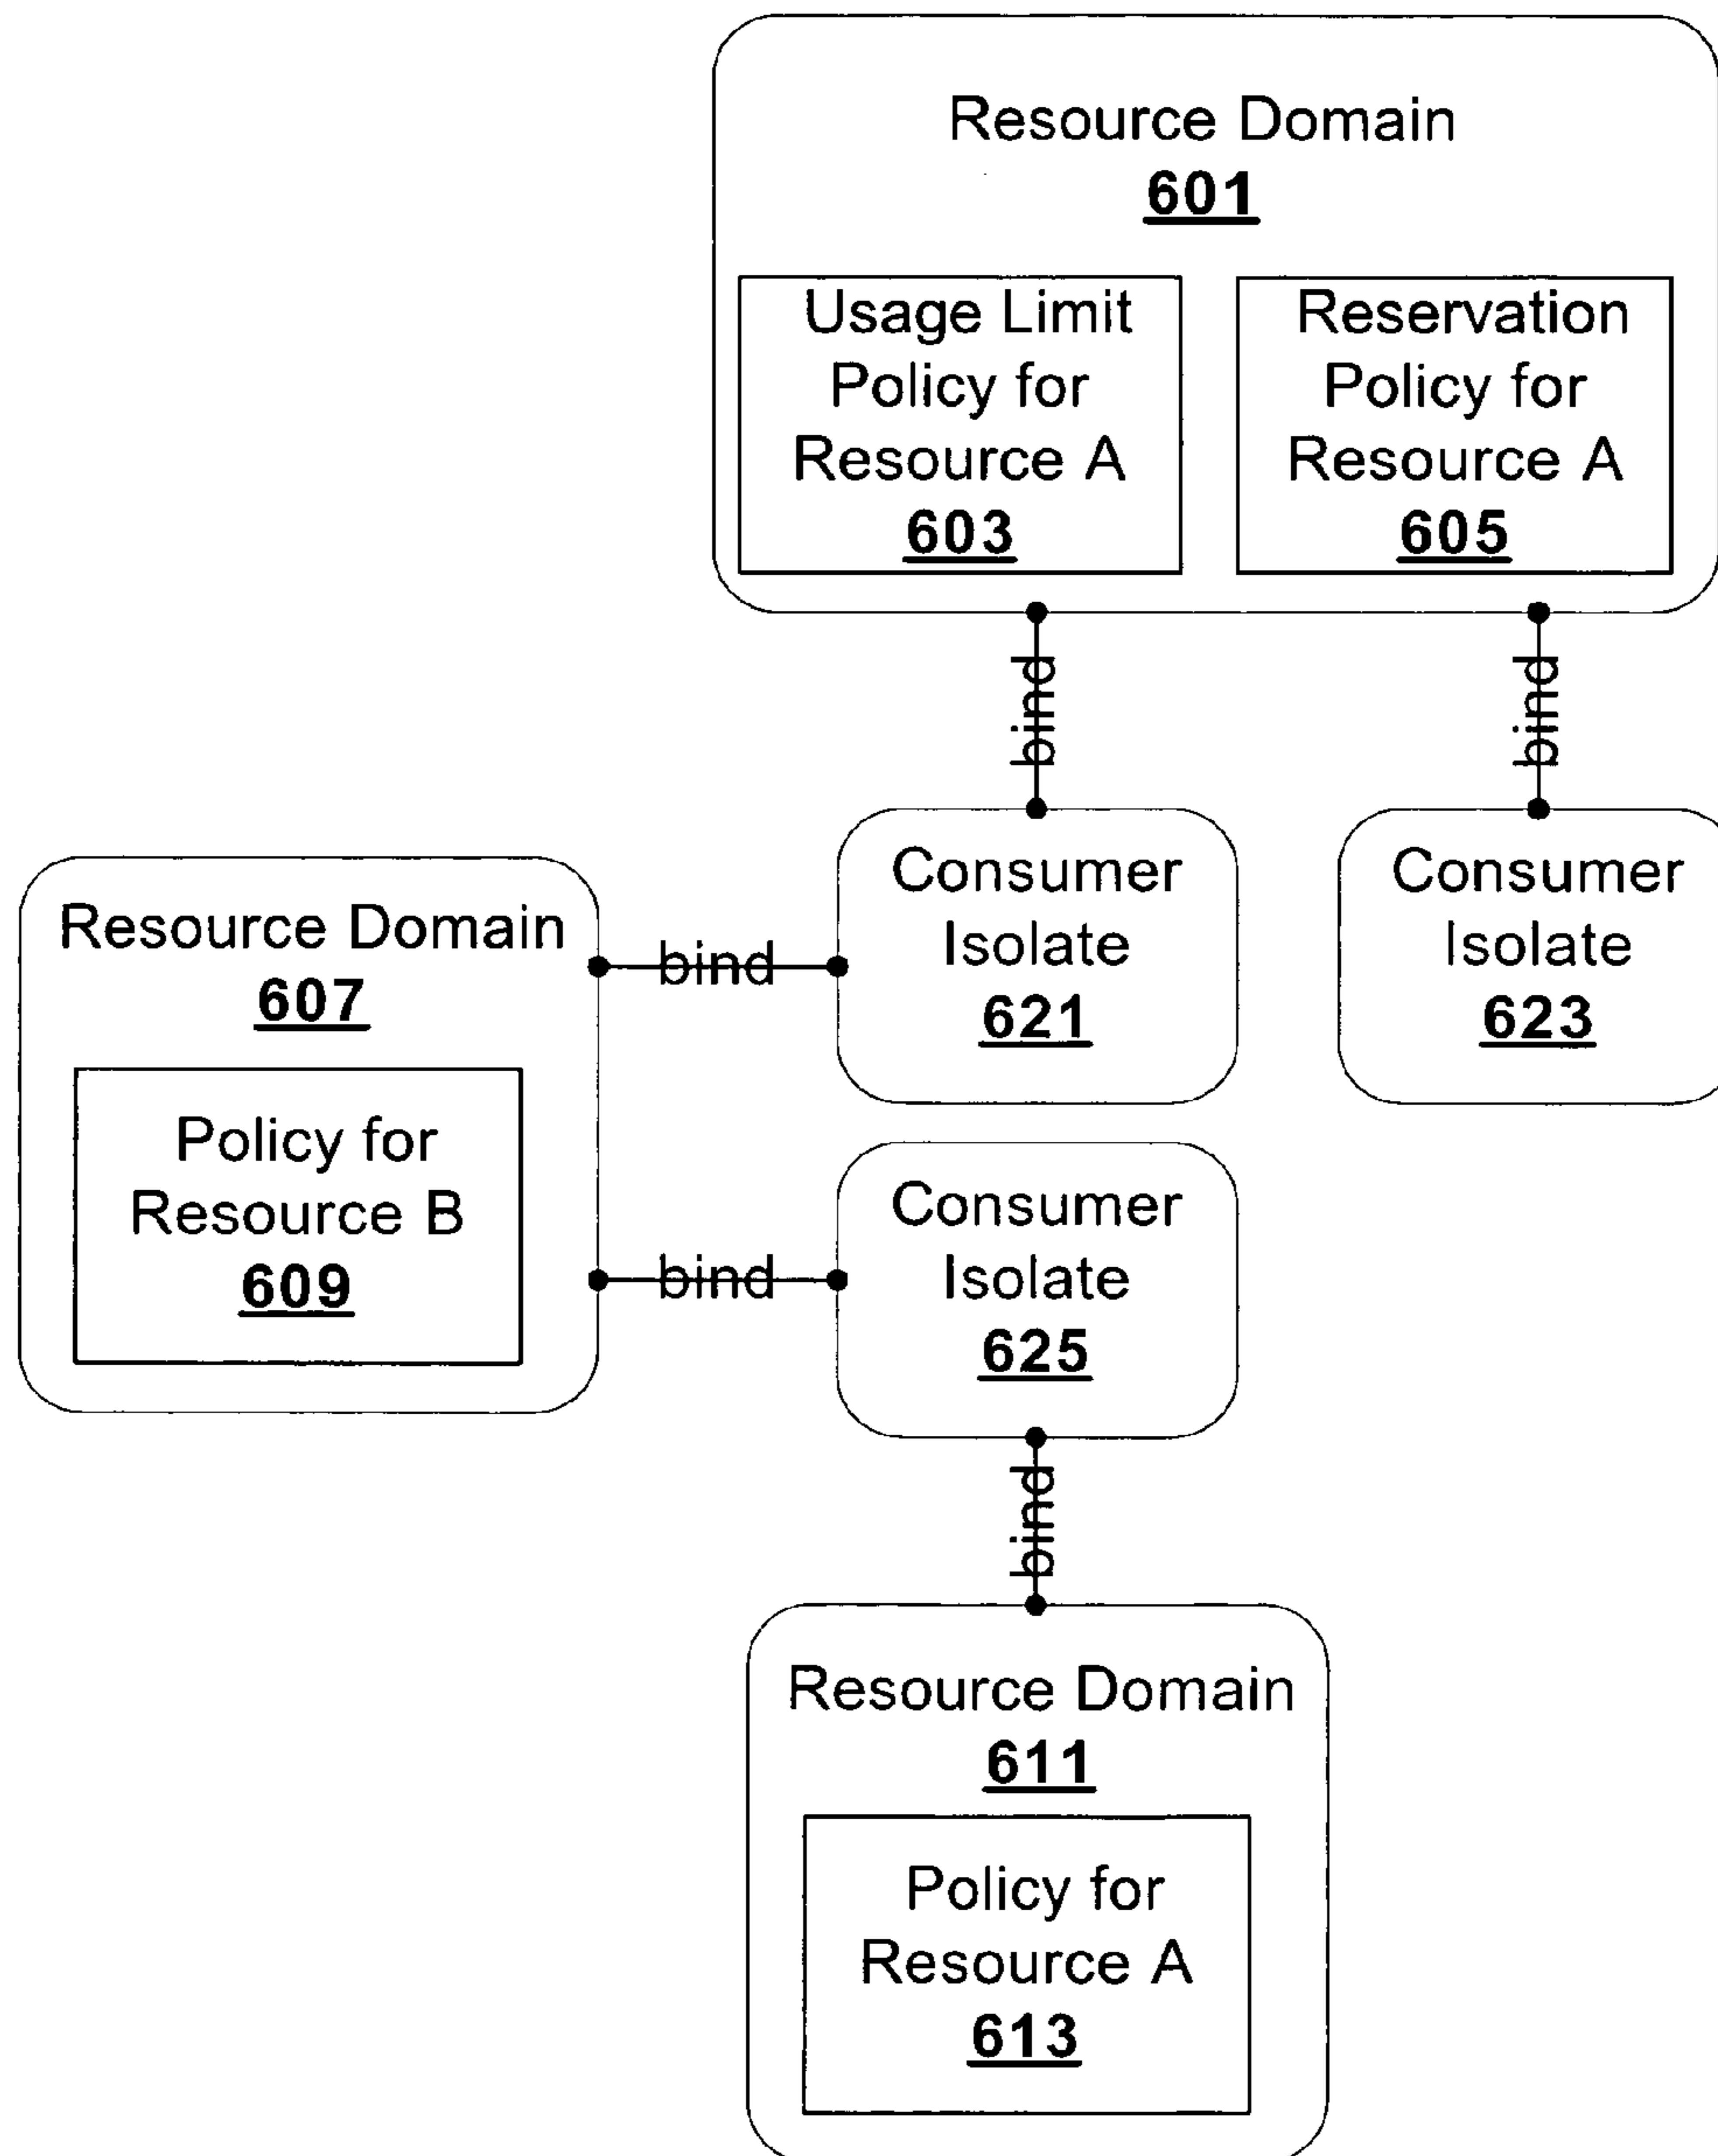 Resource Domain
601
Usage Limit
Policy for
Resource A
603
Reservation
Policy for
Resource A
605
bind
bind
Consumer
Isolate
621
Consumer
Isolate
623
Resource Domain
607
bind
Policy for
Resource B
609
Consumer
Isolate
625
bind
bind
Resource Domain
611
Policy for
Resource A
613